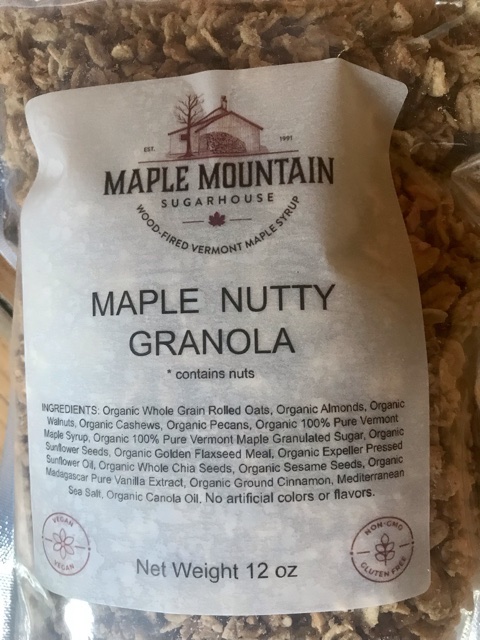 EST. 1991
MAPLE MOUNTAIN
SUGARHOUSE
WOOD-FIRED VERMONT MAPLE SYRUP
MAPLE NUTTY
GRANOLA
* contains nuts
INGREDIENTS: Organic Whole Grain Rolled Oats, Organic Almonds, Organic
Walnuts, Organic Cashews, Organic Pecans, Organic 100% Pure Vermont
Maple Syrup, Organic 100% Pure Vermont Maple Granulated Sugar, Organic
Sunflower Seeds, Organic Golden Flaxseed Meal, Organic Expeller Pressed
Sunflower Oil, Organic Whole Chia Seeds, Organic Sesame Seeds, Organic
Madagascar Pure Vanilla Extract, Organic Ground Cinnamon, Mediterranean
Sea Salt, Organic Canola Oil, No artificial colors or flavors.
VEGAN
VEGAN
NON-GMO
GLUTEN FREE
Net Weight 12 oz